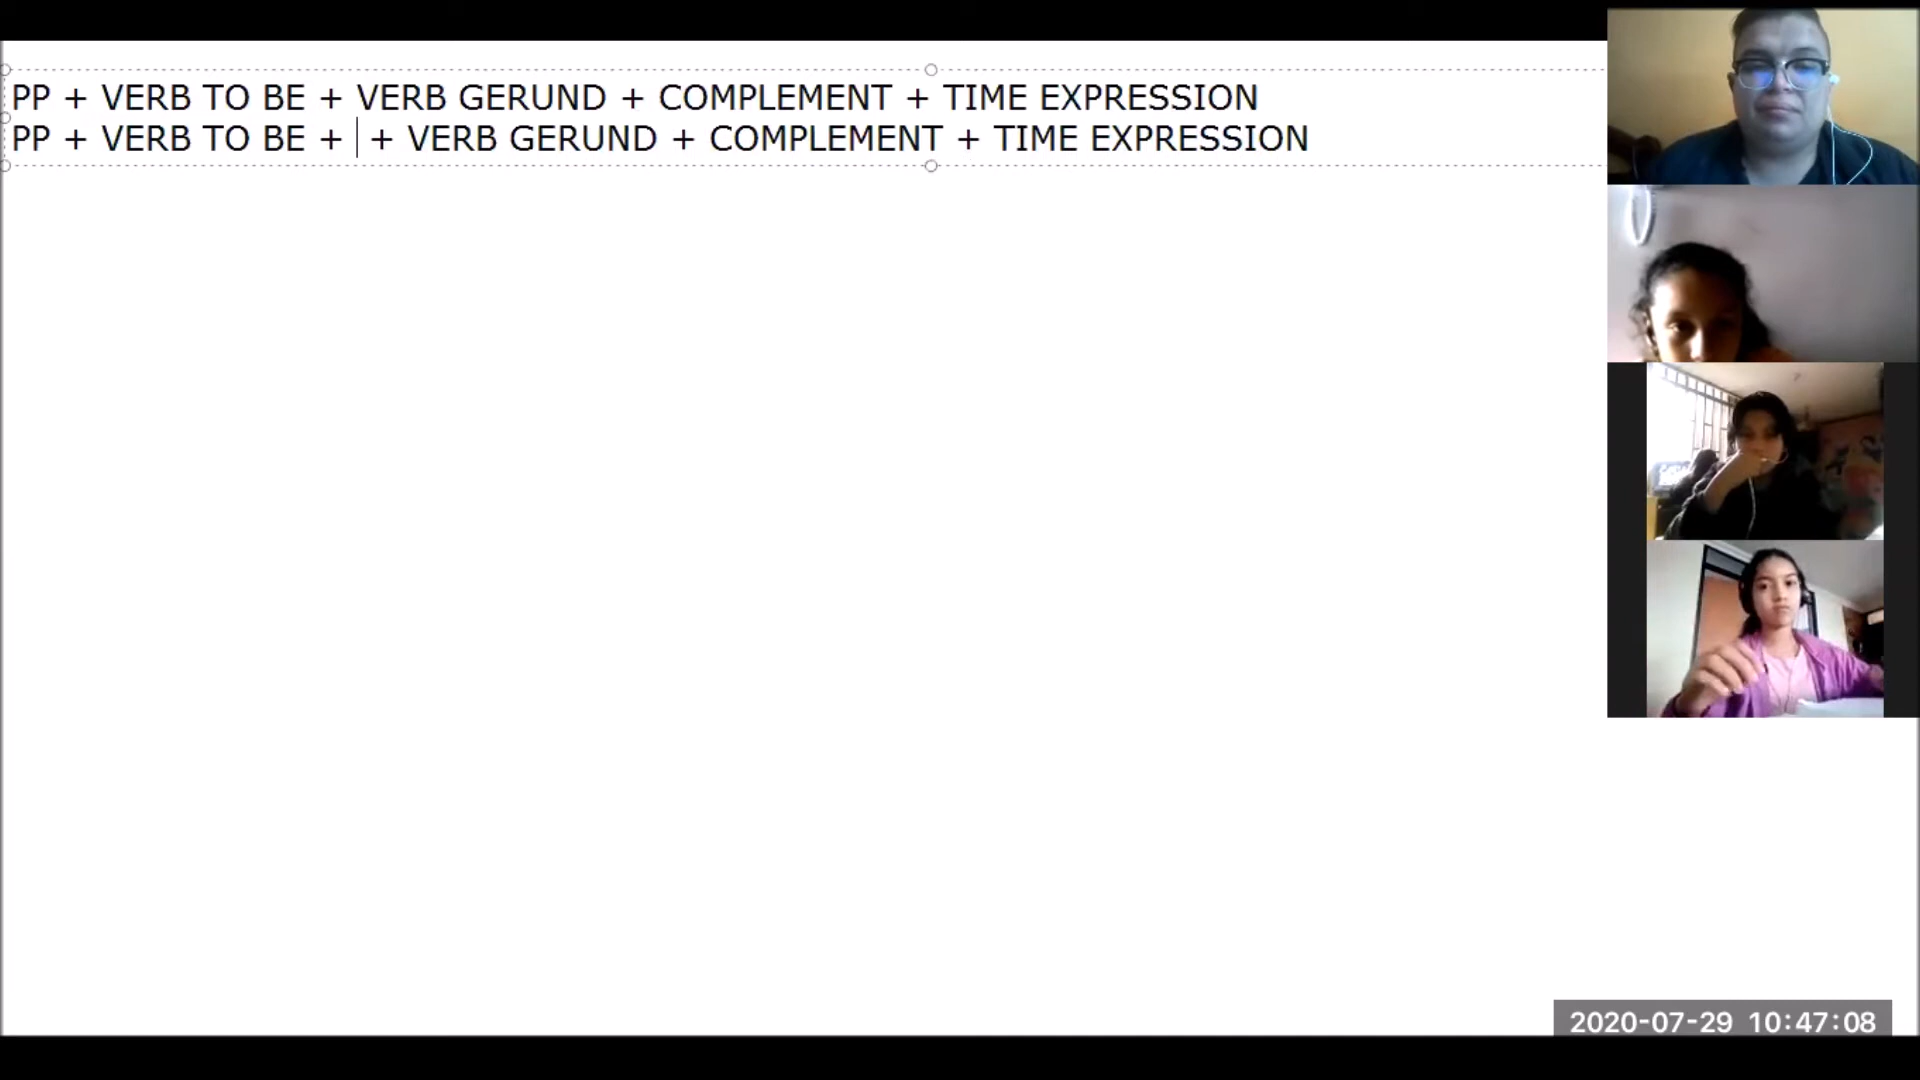 PP + VERB TO BE + VERB GERUND + COMPLEMENT + TIME EXPRESSION
PP + VERB TO BE + + VERB GERUND + COMPLEMENT + TIME EXPRESSION
2020-07-29 10:47:08